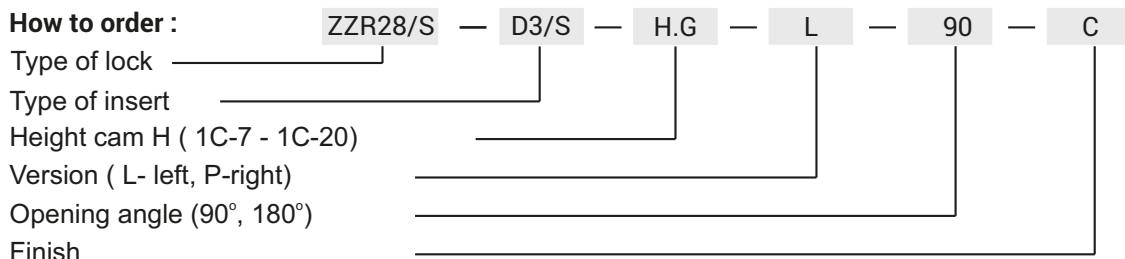 How to order : ZZR28/S — D3/S — H.G — L — 90 — C
Type of lock
Type of insert
Height cam H ( 1C-7 - 1C-20)
Version ( L- left, P-right)
Opening angle (90°, 180°)
Finish